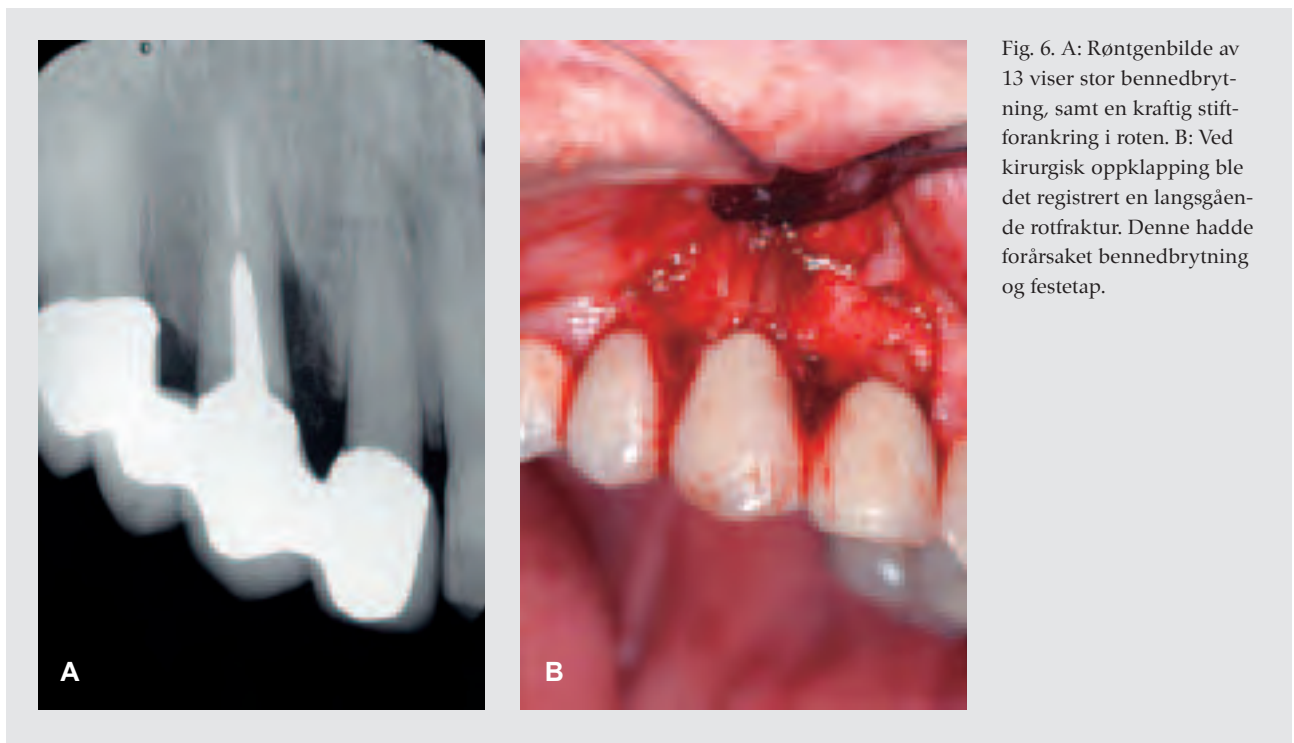 Fig. 6. A: Røntgenbilde av
13 viser stor bennedbryt-
ning, samt en kraftig stift-
forankring i roten. B: Ved
kirurgisk oppklapping ble
det registrert en langsgåen-
de rotfraktur. Denne hadde
forårsaket bennedbrytning
og festetap.
A
B